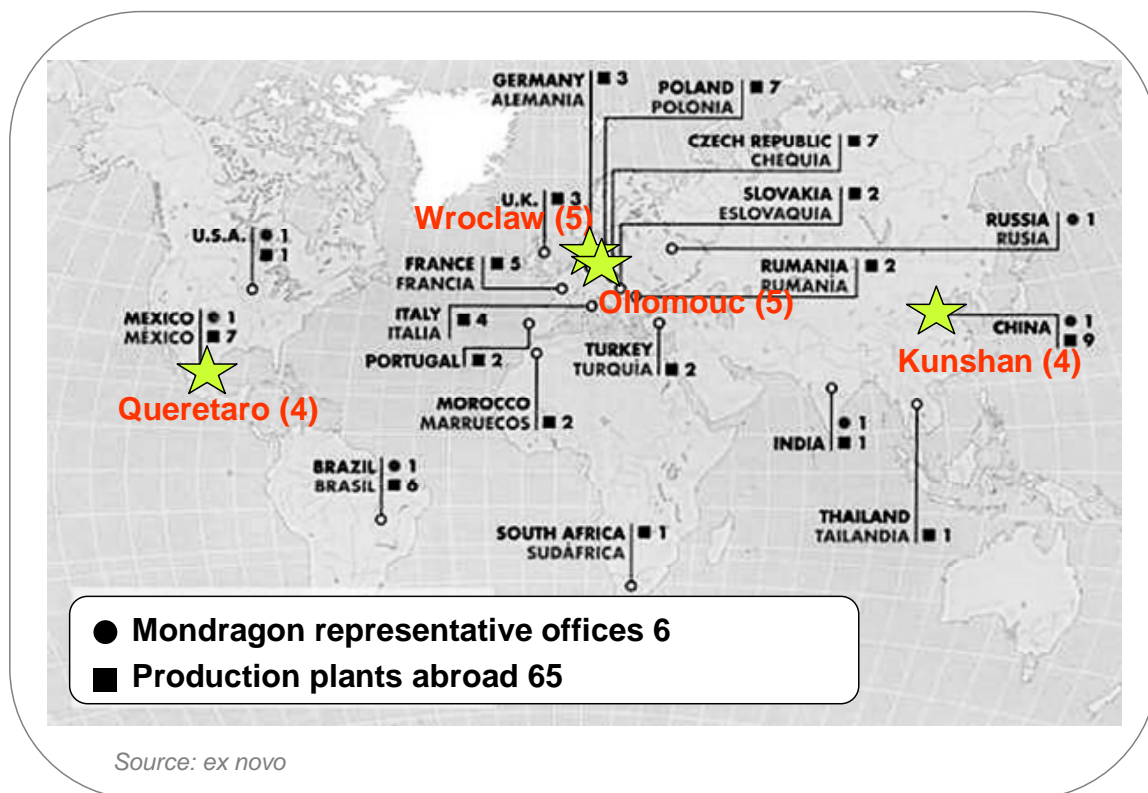 GERMANY ■ 3
ALEMANIA
POLAND ■ 7
POLONIA
CZECH REPUBLIC ■ 7
CHEQUIA
U.K. ■ 3
SLOVAKIA ■ 2
ESLOVAQUIA
Wroclaw (5)
RUSSIA ● 1
RUSIA
U.S.A. ● 1
■ 1
FRANCE ■ 5
FRANCIA
RUMANIA ■ 2
RUMANÍA
Ollomouc (5)
ITALY
ITALIA ■ 4
MEXICO ● 1
MÉXICO ■ 7
CHINA ● 1
■ 9
PORTUGAL ■ 2
TURKEY
TURQUÍA ■ 2
Kunshan (4)
Queretaro (4)
MOROCCO
MARRUECOS ■ 2
● 1
INDIA ■ 1
BRAZIL ● 1
BRASIL ■ 6
SOUTH AFRICA ■ 1
SUDÁFRICA
THAILAND
TAILANDIA ■ 1
● Mondragon representative offices 6
■ Production plants abroad 65
Source: ex novo